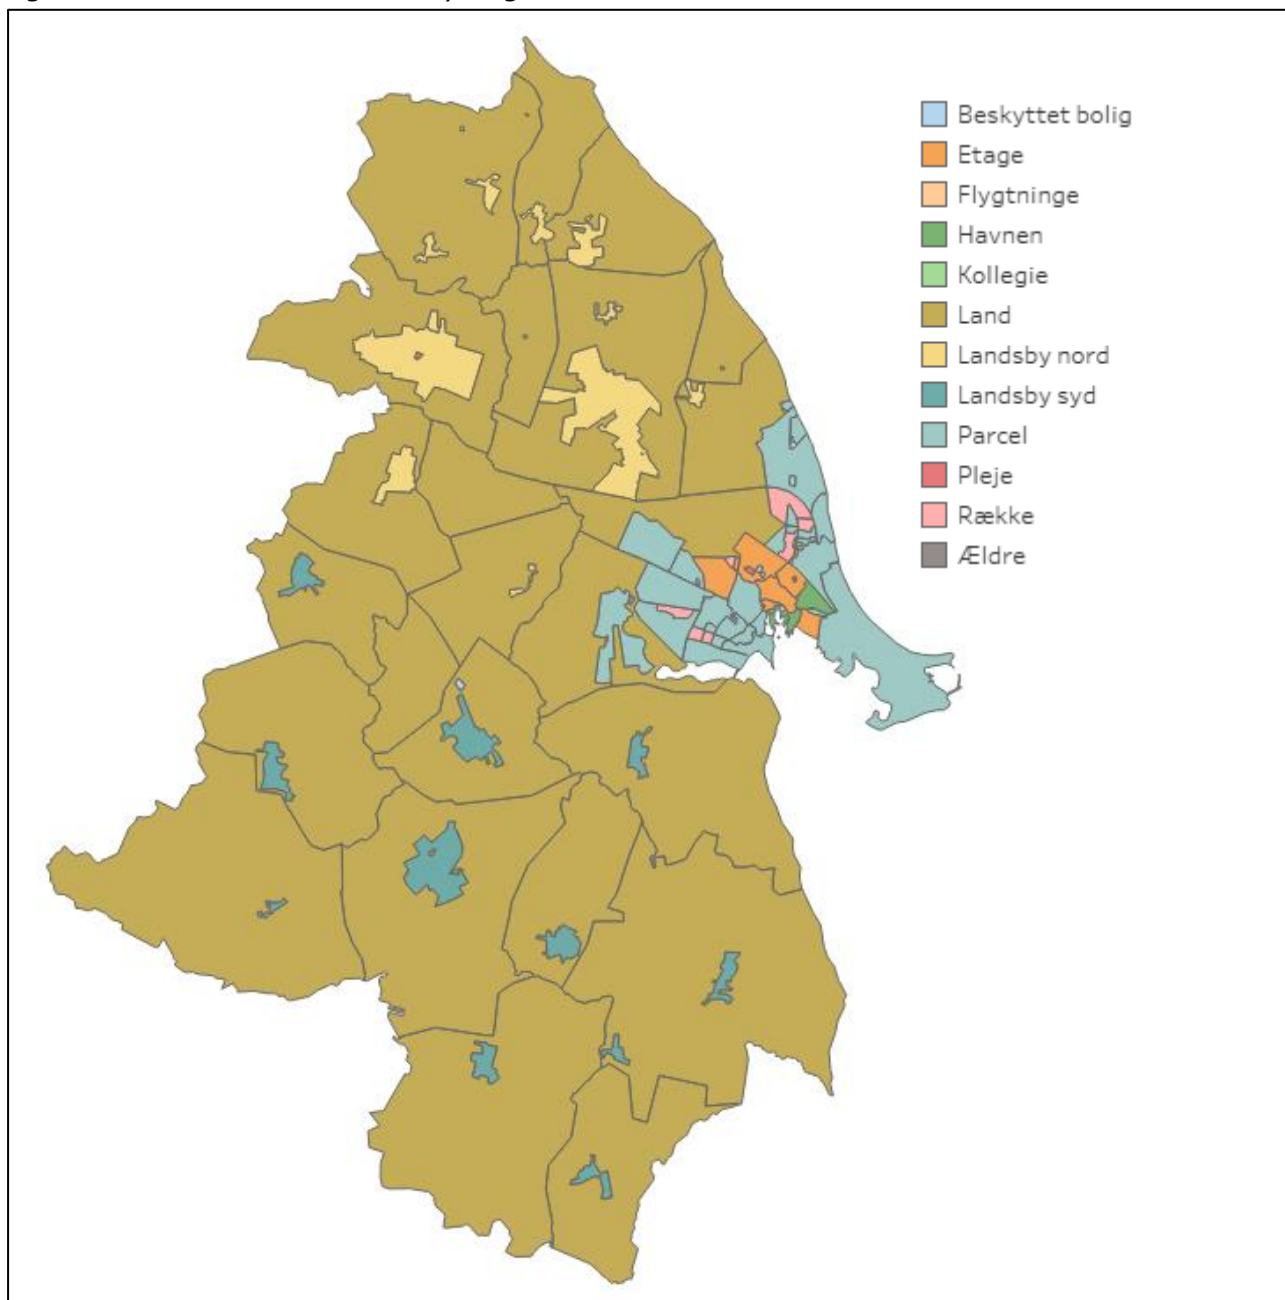 Beskyttet bolig
Etage
Flygtninge
Havnen
Kollegie
Land
Landsby nord
Landsby syd
Parcel
Pleje
Række
Ældre